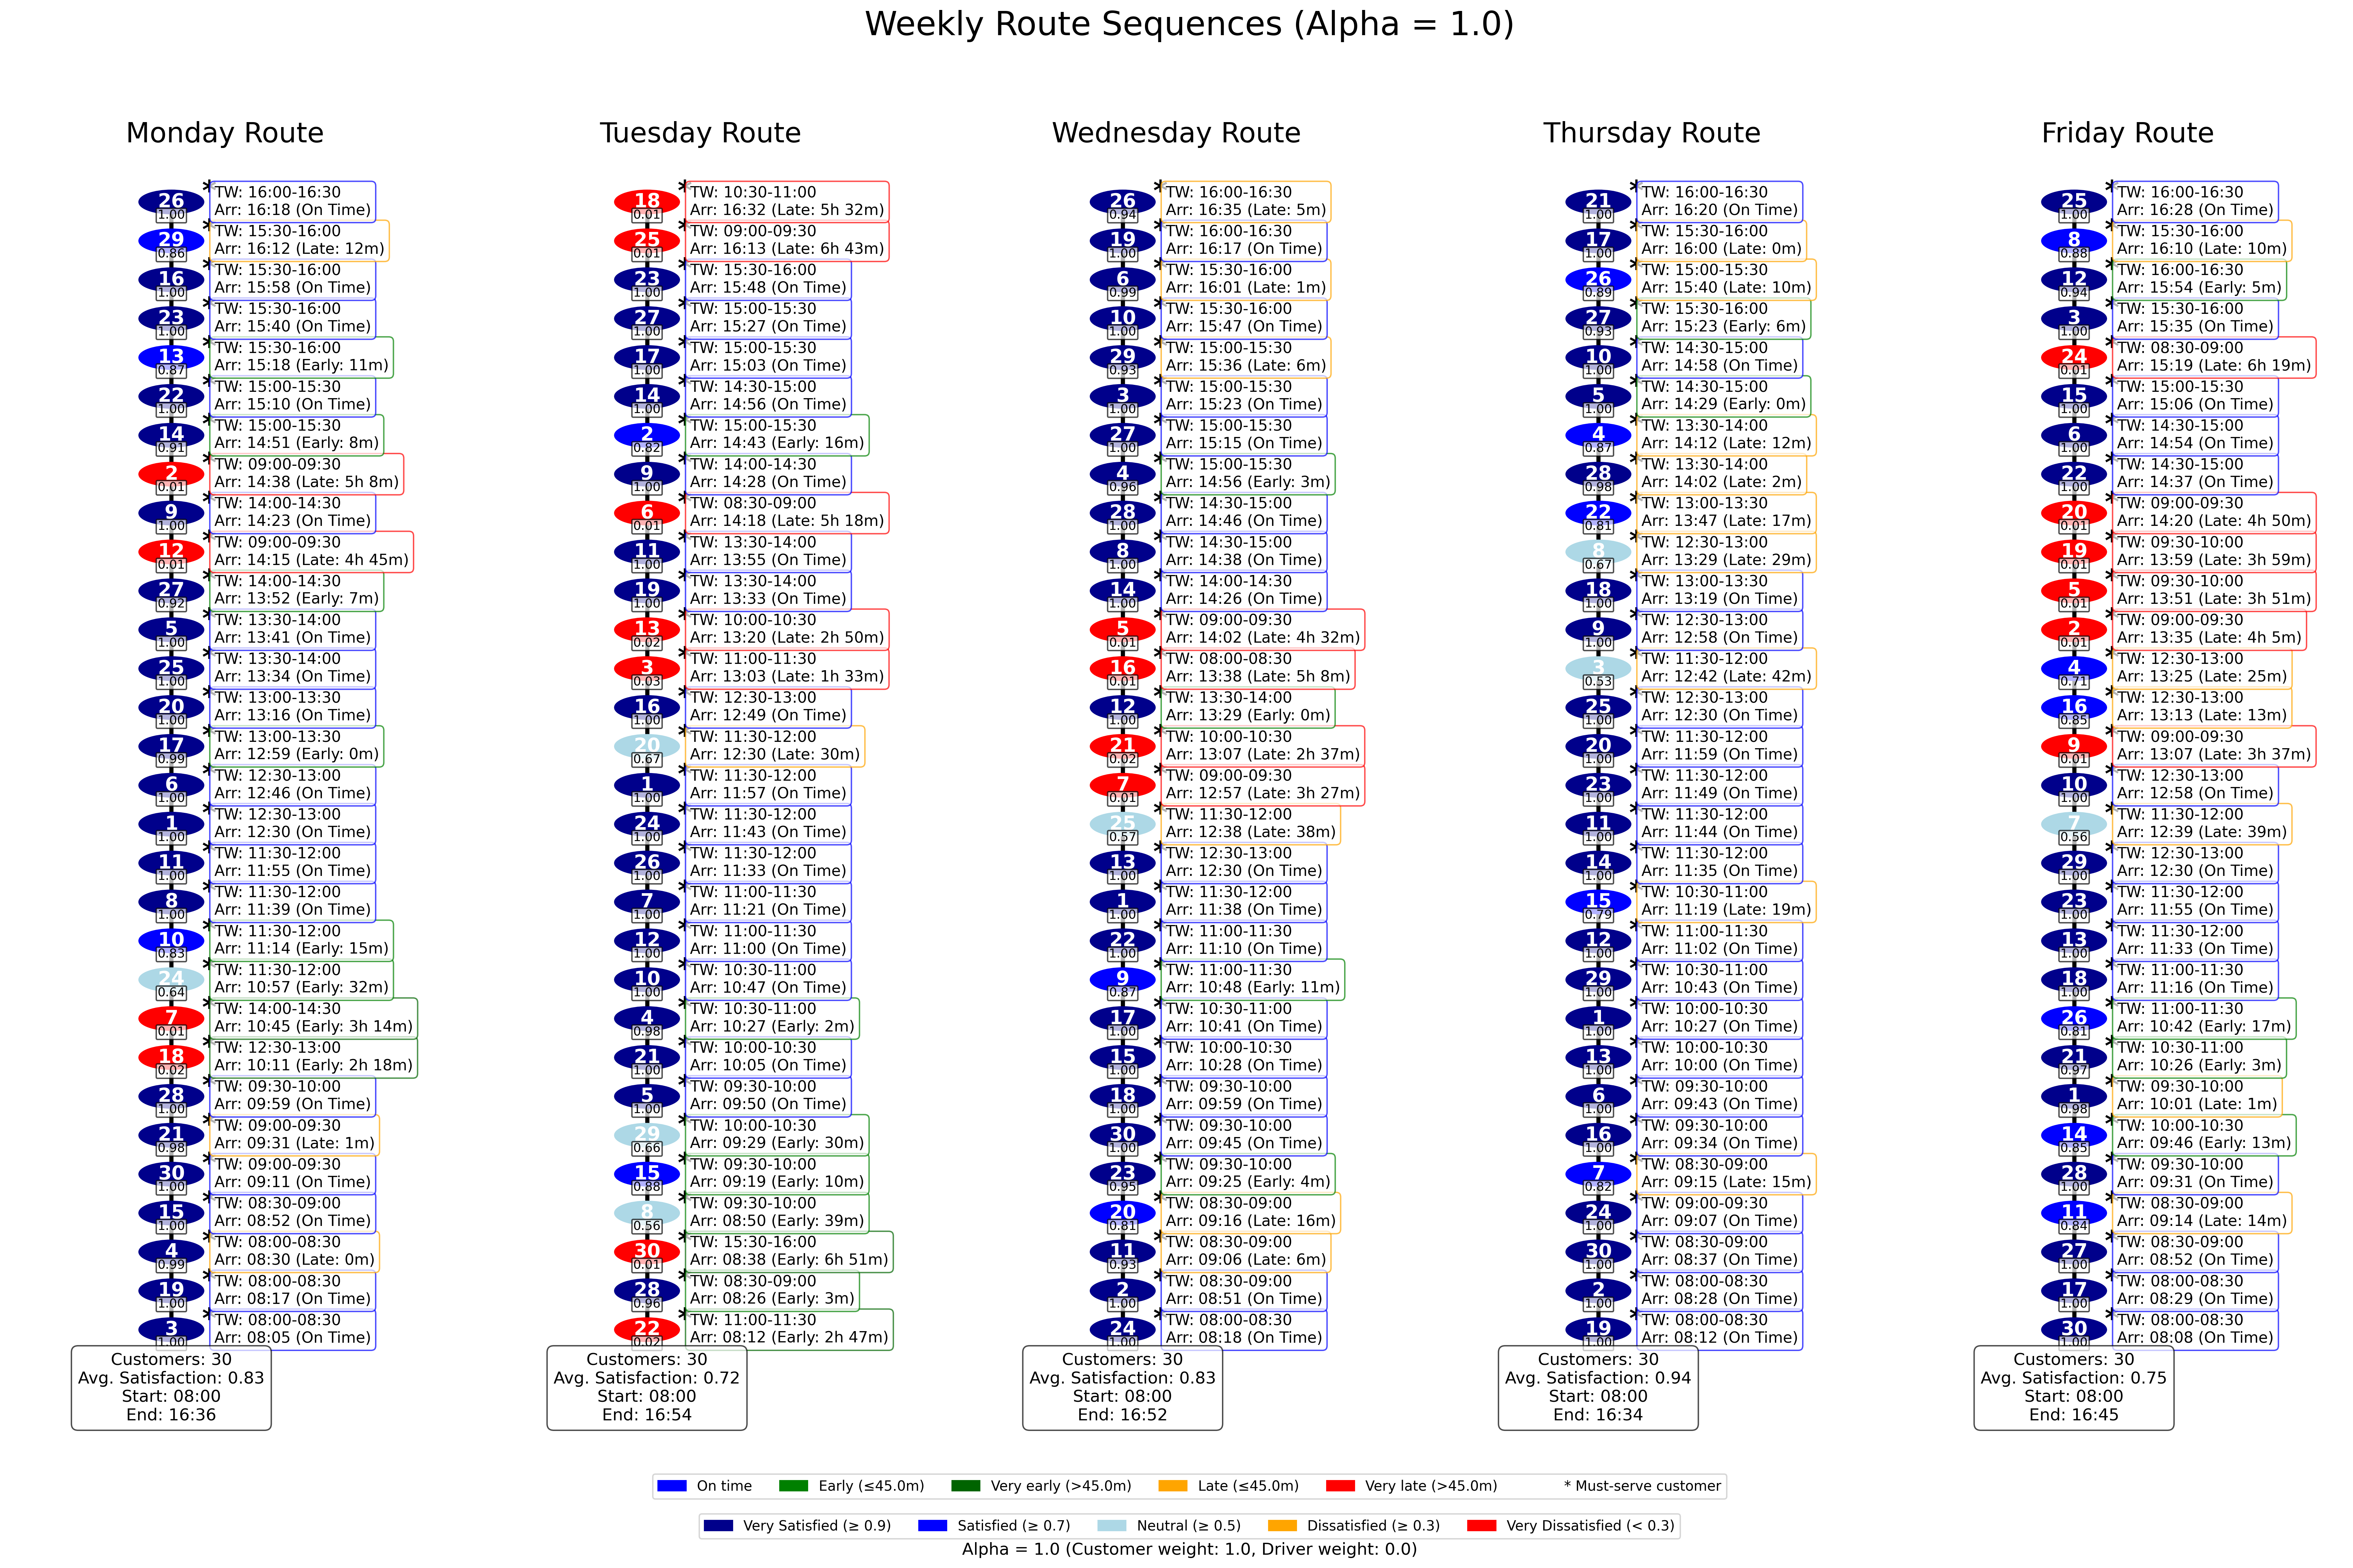 Weekly Route Sequences (Alpha = 1.0)
Monday Route
26
1.00
*
TW: 16:00-16:30
Arr: 16:18 (On Time)
29
0.86
*
TW: 15:30-16:00
Arr: 16:12 (Late: 12m)
16
1.00
*
TW: 15:30-16:00
Arr: 15:58 (On Time)
23
1.00
*
TW: 15:30-16:00
Arr: 15:40 (On Time)
13
0.87
*
TW: 15:30-16:00
Arr: 15:18 (Early: 11m)
22
1.00
*
TW: 15:00-15:30
Arr: 15:10 (On Time)
14
0.91
*
TW: 15:00-15:30
Arr: 14:51 (Early: 8m)
2
0.01
*
TW: 09:00-09:30
Arr: 14:38 (Late: 5h 8m)
9
1.00
*
TW: 14:00-14:30
Arr: 14:23 (On Time)
12
0.01
*
TW: 09:00-09:30
Arr: 14:15 (Late: 4h 45m)
27
0.92
*
TW: 14:00-14:30
Arr: 13:52 (Early: 7m)
5
1.00
*
TW: 13:30-14:00
Arr: 13:41 (On Time)
25
1.00
*
TW: 13:30-14:00
Arr: 13:34 (On Time)
20
1.00
*
TW: 13:00-13:30
Arr: 13:16 (On Time)
17
0.99
*
TW: 13:00-13:30
Arr: 12:59 (Early: 0m)
6
1.00
*
TW: 12:30-13:00
Arr: 12:46 (On Time)
1
1.00
*
TW: 12:30-13:00
Arr: 12:30 (On Time)
11
1.00
*
TW: 11:30-12:00
Arr: 11:55 (On Time)
8
1.00
*
TW: 11:30-12:00
Arr: 11:39 (On Time)
10
0.83
*
TW: 11:30-12:00
Arr: 11:14 (Early: 15m)
24
0.64
*
TW: 11:30-12:00
Arr: 10:57 (Early: 32m)
7
0.01
*
TW: 14:00-14:30
Arr: 10:45 (Early: 3h 14m)
18
0.02
*
TW: 12:30-13:00
Arr: 10:11 (Early: 2h 18m)
28
1.00
*
TW: 09:30-10:00
Arr: 09:59 (On Time)
21
0.98
*
TW: 09:00-09:30
Arr: 09:31 (Late: 1m)
30
1.00
*
TW: 09:00-09:30
Arr: 09:11 (On Time)
15
1.00
*
TW: 08:30-09:00
Arr: 08:52 (On Time)
4
0.99
*
TW: 08:00-08:30
Arr: 08:30 (Late: 0m)
19
1.00
*
TW: 08:00-08:30
Arr: 08:17 (On Time)
3
1.00
*
TW: 08:00-08:30
Arr: 08:05 (On Time)
Customers: 30
Avg. Satisfaction: 0.83
Start: 08:00
End: 16:36
Tuesday Route
18
0.01
*
TW: 10:30-11:00
Arr: 16:32 (Late: 5h 32m)
25
0.01
*
TW: 09:00-09:30
Arr: 16:13 (Late: 6h 43m)
23
1.00
*
TW: 15:30-16:00
Arr: 15:48 (On Time)
27
1.00
*
TW: 15:00-15:30
Arr: 15:27 (On Time)
17
1.00
*
TW: 15:00-15:30
Arr: 15:03 (On Time)
14
1.00
*
TW: 14:30-15:00
Arr: 14:56 (On Time)
2
0.82
*
TW: 15:00-15:30
Arr: 14:43 (Early: 16m)
9
1.00
*
TW: 14:00-14:30
Arr: 14:28 (On Time)
6
0.01
*
TW: 08:30-09:00
Arr: 14:18 (Late: 5h 18m)
11
1.00
*
TW: 13:30-14:00
Arr: 13:55 (On Time)
19
1.00
*
TW: 13:30-14:00
Arr: 13:33 (On Time)
13
0.02
*
TW: 10:00-10:30
Arr: 13:20 (Late: 2h 50m)
3
0.03
*
TW: 11:00-11:30
Arr: 13:03 (Late: 1h 33m)
16
1.00
*
TW: 12:30-13:00
Arr: 12:49 (On Time)
20
0.67
*
TW: 11:30-12:00
Arr: 12:30 (Late: 30m)
1
1.00
*
TW: 11:30-12:00
Arr: 11:57 (On Time)
24
1.00
*
TW: 11:30-12:00
Arr: 11:43 (On Time)
26
1.00
*
TW: 11:30-12:00
Arr: 11:33 (On Time)
7
1.00
*
TW: 11:00-11:30
Arr: 11:21 (On Time)
12
1.00
*
TW: 11:00-11:30
Arr: 11:00 (On Time)
10
1.00
*
TW: 10:30-11:00
Arr: 10:47 (On Time)
4
0.98
*
TW: 10:30-11:00
Arr: 10:27 (Early: 2m)
21
1.00
*
TW: 10:00-10:30
Arr: 10:05 (On Time)
5
1.00
*
TW: 09:30-10:00
Arr: 09:50 (On Time)
29
0.66
*
TW: 10:00-10:30
Arr: 09:29 (Early: 30m)
15
0.88
*
TW: 09:30-10:00
Arr: 09:19 (Early: 10m)
8
0.56
*
TW: 09:30-10:00
Arr: 08:50 (Early: 39m)
30
0.01
*
TW: 15:30-16:00
Arr: 08:38 (Early: 6h 51m)
28
0.96
*
TW: 08:30-09:00
Arr: 08:26 (Early: 3m)
22
0.02
*
TW: 11:00-11:30
Arr: 08:12 (Early: 2h 47m)
Customers: 30
Avg. Satisfaction: 0.72
Start: 08:00
End: 16:54
Wednesday Route
26
0.94
*
TW: 16:00-16:30
Arr: 16:35 (Late: 5m)
19
1.00
*
TW: 16:00-16:30
Arr: 16:17 (On Time)
6
0.99
*
TW: 15:30-16:00
Arr: 16:01 (Late: 1m)
10
1.00
*
TW: 15:30-16:00
Arr: 15:47 (On Time)
29
0.93
*
TW: 15:00-15:30
Arr: 15:36 (Late: 6m)
3
1.00
*
TW: 15:00-15:30
Arr: 15:23 (On Time)
27
1.00
*
TW: 15:00-15:30
Arr: 15:15 (On Time)
4
0.96
*
TW: 15:00-15:30
Arr: 14:56 (Early: 3m)
28
1.00
*
TW: 14:30-15:00
Arr: 14:46 (On Time)
8
1.00
*
TW: 14:30-15:00
Arr: 14:38 (On Time)
14
1.00
*
TW: 14:00-14:30
Arr: 14:26 (On Time)
5
0.01
*
TW: 09:00-09:30
Arr: 14:02 (Late: 4h 32m)
16
0.01
*
TW: 08:00-08:30
Arr: 13:38 (Late: 5h 8m)
12
1.00
*
TW: 13:30-14:00
Arr: 13:29 (Early: 0m)
21
0.02
*
TW: 10:00-10:30
Arr: 13:07 (Late: 2h 37m)
7
0.01
*
TW: 09:00-09:30
Arr: 12:57 (Late: 3h 27m)
25
0.57
*
TW: 11:30-12:00
Arr: 12:38 (Late: 38m)
13
1.00
*
TW: 12:30-13:00
Arr: 12:30 (On Time)
1
1.00
*
TW: 11:30-12:00
Arr: 11:38 (On Time)
22
1.00
*
TW: 11:00-11:30
Arr: 11:10 (On Time)
9
0.87
*
TW: 11:00-11:30
Arr: 10:48 (Early: 11m)
17
1.00
*
TW: 10:30-11:00
Arr: 10:41 (On Time)
15
1.00
*
TW: 10:00-10:30
Arr: 10:28 (On Time)
18
1.00
*
TW: 09:30-10:00
Arr: 09:59 (On Time)
30
1.00
*
TW: 09:30-10:00
Arr: 09:45 (On Time)
23
0.95
*
TW: 09:30-10:00
Arr: 09:25 (Early: 4m)
20
0.81
*
TW: 08:30-09:00
Arr: 09:16 (Late: 16m)
11
0.93
*
TW: 08:30-09:00
Arr: 09:06 (Late: 6m)
2
1.00
*
TW: 08:30-09:00
Arr: 08:51 (On Time)
24
1.00
*
TW: 08:00-08:30
Arr: 08:18 (On Time)
Customers: 30
Avg. Satisfaction: 0.83
Start: 08:00
End: 16:52
Thursday Route
21
1.00
*
TW: 16:00-16:30
Arr: 16:20 (On Time)
17
1.00
*
TW: 15:30-16:00
Arr: 16:00 (Late: 0m)
26
0.89
*
TW: 15:00-15:30
Arr: 15:40 (Late: 10m)
27
0.93
*
TW: 15:30-16:00
Arr: 15:23 (Early: 6m)
10
1.00
*
TW: 14:30-15:00
Arr: 14:58 (On Time)
5
1.00
*
TW: 14:30-15:00
Arr: 14:29 (Early: 0m)
4
0.87
*
TW: 13:30-14:00
Arr: 14:12 (Late: 12m)
28
0.98
*
TW: 13:30-14:00
Arr: 14:02 (Late: 2m)
22
0.81
*
TW: 13:00-13:30
Arr: 13:47 (Late: 17m)
8
0.67
*
TW: 12:30-13:00
Arr: 13:29 (Late: 29m)
18
1.00
*
TW: 13:00-13:30
Arr: 13:19 (On Time)
9
1.00
*
TW: 12:30-13:00
Arr: 12:58 (On Time)
3
0.53
*
TW: 11:30-12:00
Arr: 12:42 (Late: 42m)
25
1.00
*
TW: 12:30-13:00
Arr: 12:30 (On Time)
20
1.00
*
TW: 11:30-12:00
Arr: 11:59 (On Time)
23
1.00
*
TW: 11:30-12:00
Arr: 11:49 (On Time)
11
1.00
*
TW: 11:30-12:00
Arr: 11:44 (On Time)
14
1.00
*
TW: 11:30-12:00
Arr: 11:35 (On Time)
15
0.79
*
TW: 10:30-11:00
Arr: 11:19 (Late: 19m)
12
1.00
*
TW: 11:00-11:30
Arr: 11:02 (On Time)
29
1.00
*
TW: 10:30-11:00
Arr: 10:43 (On Time)
1
1.00
*
TW: 10:00-10:30
Arr: 10:27 (On Time)
13
1.00
*
TW: 10:00-10:30
Arr: 10:00 (On Time)
6
1.00
*
TW: 09:30-10:00
Arr: 09:43 (On Time)
16
1.00
*
TW: 09:30-10:00
Arr: 09:34 (On Time)
7
0.82
*
TW: 08:30-09:00
Arr: 09:15 (Late: 15m)
24
1.00
*
TW: 09:00-09:30
Arr: 09:07 (On Time)
30
1.00
*
TW: 08:30-09:00
Arr: 08:37 (On Time)
2
1.00
*
TW: 08:00-08:30
Arr: 08:28 (On Time)
19
1.00
*
TW: 08:00-08:30
Arr: 08:12 (On Time)
Customers: 30
Avg. Satisfaction: 0.94
Start: 08:00
End: 16:34
Friday Route
25
1.00
*
TW: 16:00-16:30
Arr: 16:28 (On Time)
8
0.88
*
TW: 15:30-16:00
Arr: 16:10 (Late: 10m)
12
0.94
*
TW: 16:00-16:30
Arr: 15:54 (Early: 5m)
3
1.00
*
TW: 15:30-16:00
Arr: 15:35 (On Time)
24
0.01
*
TW: 08:30-09:00
Arr: 15:19 (Late: 6h 19m)
15
1.00
*
TW: 15:00-15:30
Arr: 15:06 (On Time)
6
1.00
*
TW: 14:30-15:00
Arr: 14:54 (On Time)
22
1.00
*
TW: 14:30-15:00
Arr: 14:37 (On Time)
20
0.01
*
TW: 09:00-09:30
Arr: 14:20 (Late: 4h 50m)
19
0.01
*
TW: 09:30-10:00
Arr: 13:59 (Late: 3h 59m)
5
0.01
*
TW: 09:30-10:00
Arr: 13:51 (Late: 3h 51m)
2
0.01
*
TW: 09:00-09:30
Arr: 13:35 (Late: 4h 5m)
4
0.71
*
TW: 12:30-13:00
Arr: 13:25 (Late: 25m)
16
0.85
*
TW: 12:30-13:00
Arr: 13:13 (Late: 13m)
9
0.01
*
TW: 09:00-09:30
Arr: 13:07 (Late: 3h 37m)
10
1.00
*
TW: 12:30-13:00
Arr: 12:58 (On Time)
7
0.56
*
TW: 11:30-12:00
Arr: 12:39 (Late: 39m)
29
1.00
*
TW: 12:30-13:00
Arr: 12:30 (On Time)
23
1.00
*
TW: 11:30-12:00
Arr: 11:55 (On Time)
13
1.00
*
TW: 11:30-12:00
Arr: 11:33 (On Time)
18
1.00
*
TW: 11:00-11:30
Arr: 11:16 (On Time)
26
0.81
*
TW: 11:00-11:30
Arr: 10:42 (Early: 17m)
21
0.97
*
TW: 10:30-11:00
Arr: 10:26 (Early: 3m)
1
0.98
*
TW: 09:30-10:00
Arr: 10:01 (Late: 1m)
14
0.85
*
TW: 10:00-10:30
Arr: 09:46 (Early: 13m)
28
1.00
*
TW: 09:30-10:00
Arr: 09:31 (On Time)
11
0.84
*
TW: 08:30-09:00
Arr: 09:14 (Late: 14m)
27
1.00
*
TW: 08:30-09:00
Arr: 08:52 (On Time)
17
1.00
*
TW: 08:00-08:30
Arr: 08:29 (On Time)
30
1.00
*
TW: 08:00-08:30
Arr: 08:08 (On Time)
Customers: 30
Avg. Satisfaction: 0.75
Start: 08:00
End: 16:45
On time Early (≤45.0m) Very early (>45.0m) Late (≤45.0m) Very late (>45.0m) * Must-serve customer
Very Satisfied (≥ 0.9) Satisfied (≥ 0.7) Neutral (≥ 0.5) Dissatisfied (≥ 0.3) Very Dissatisfied (< 0.3)
Alpha = 1.0 (Customer weight: 1.0, Driver weight: 0.0)